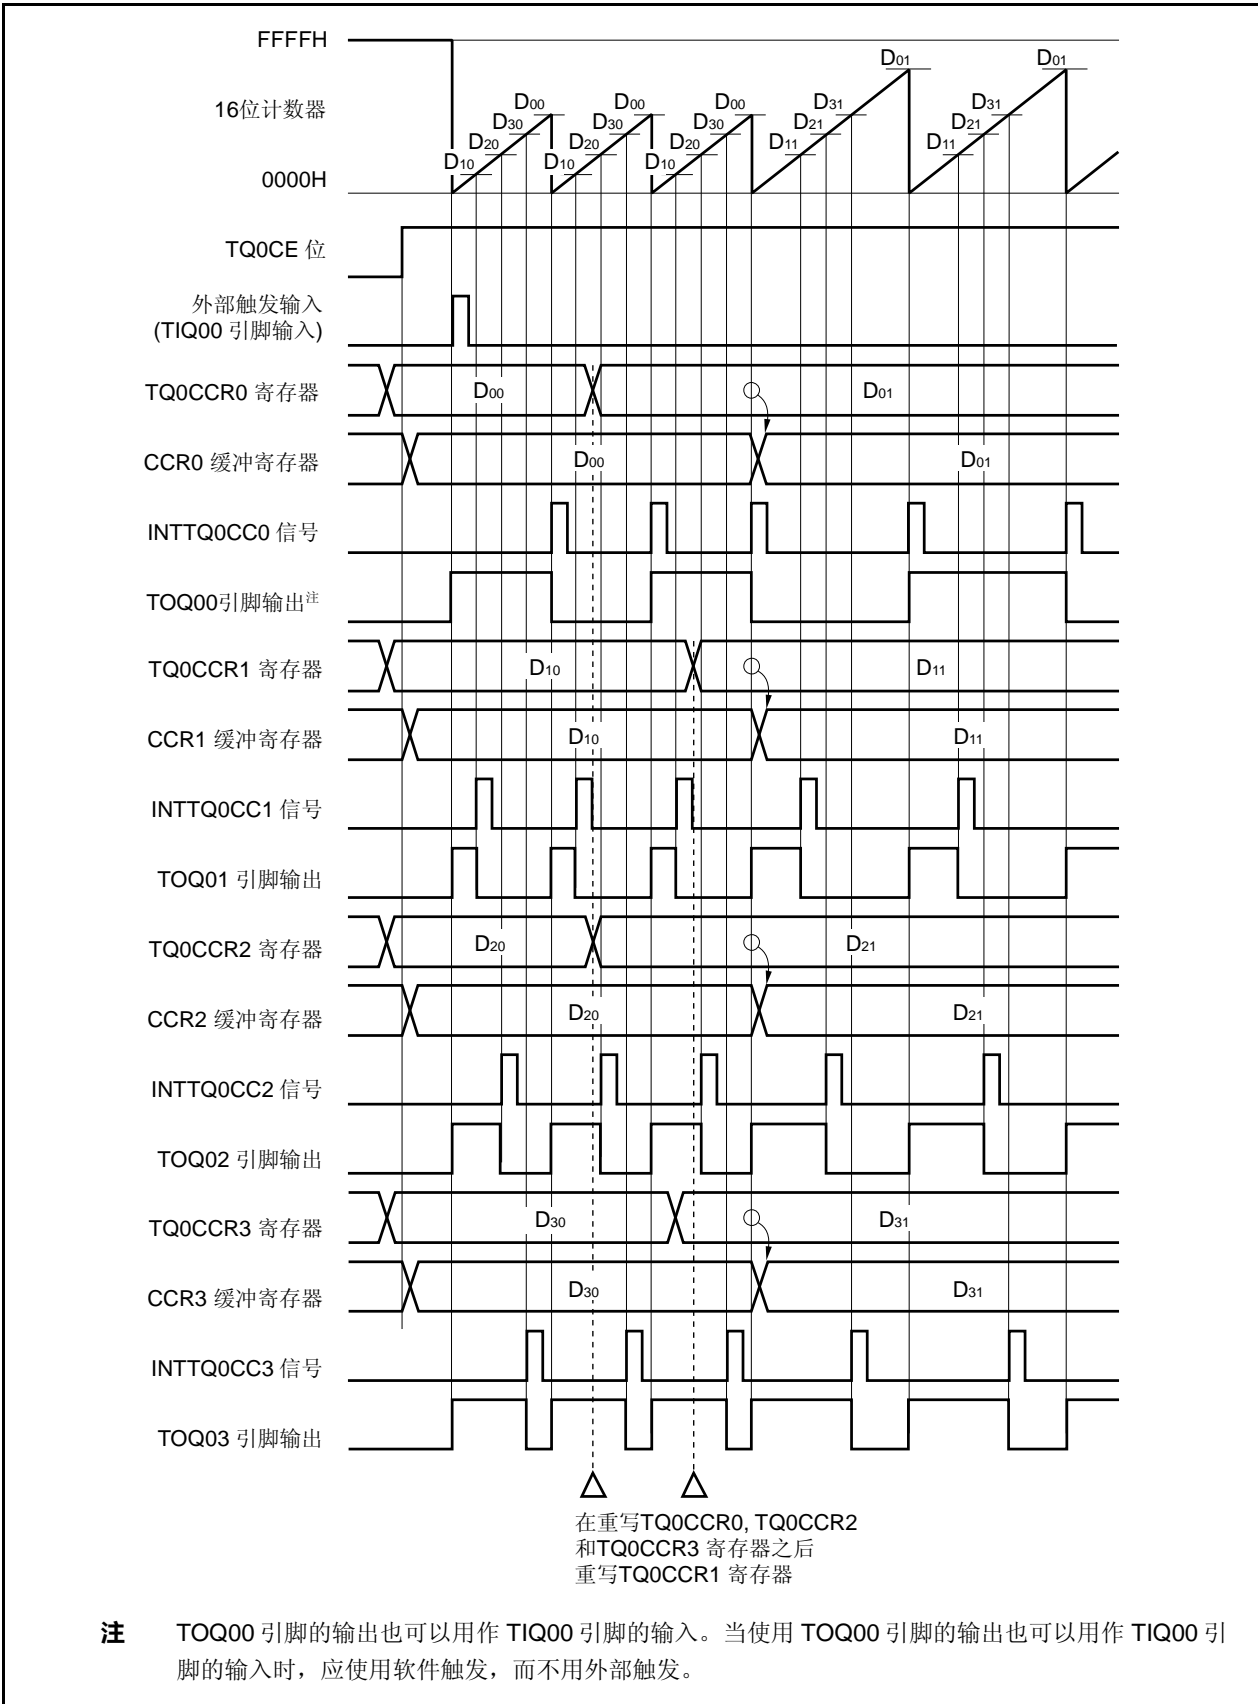 FFFFH
D01 D01
16位计数器
D00 D00 D00 D31 D31
D30 D30 D30 D21 D21
D20 D20 D20 D11 D11
D10 D10 D10
0000H
TQ0CE 位
外部触发输入
(TIQ00 引脚输入)
TQ0CCR0 寄存器 D00 D01
CCR0 缓冲寄存器 D00 D01
INTTQ0CC0 信号
TOQ00引脚输出注
TQ0CCR1 寄存器 D10 D11
CCR1 缓冲寄存器 D10 D11
INTTQ0CC1 信号
TOQ01 引脚输出
TQ0CCR2 寄存器 D20 D21
CCR2 缓冲寄存器 D20 D21
INTTQ0CC2 信号
TOQ02 引脚输出
TQ0CCR3 寄存器 D30 D31
CCR3 缓冲寄存器 D30 D31
INTTQ0CC3 信号
TOQ03 引脚输出
在重写TQ0CCR0, TQ0CCR2
和TQ0CCR3 寄存器之后
重写TQ0CCR1 寄存器
注 TOQ00 引脚的输出也可以用作 TIQ00 引脚的输入。当使用 TOQ00 引脚的输出也可以用作 TIQ00 引
脚的输入时，应使用软件触发，而不用外部触发。